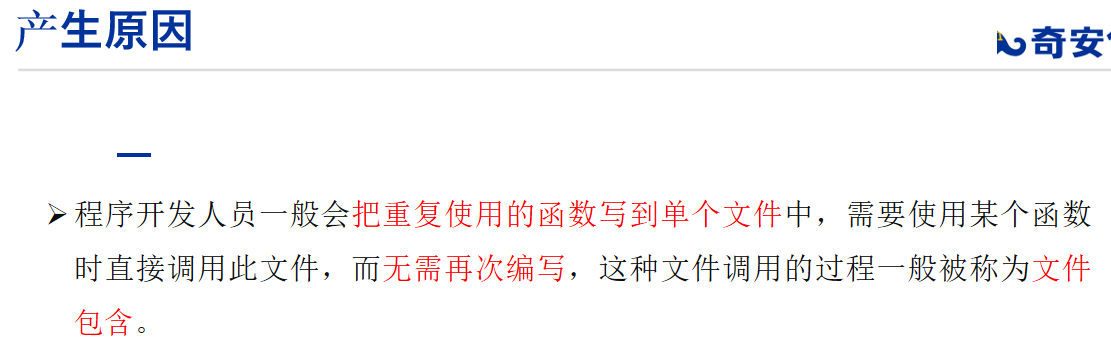 产生原因
奇安
➢程序开发人员一般会把重复使用的函数写到单个文件中，需要使用某个函数
时直接调用此文件，而无需再次编写，这种文件调用的过程一般被称为文件
包含。